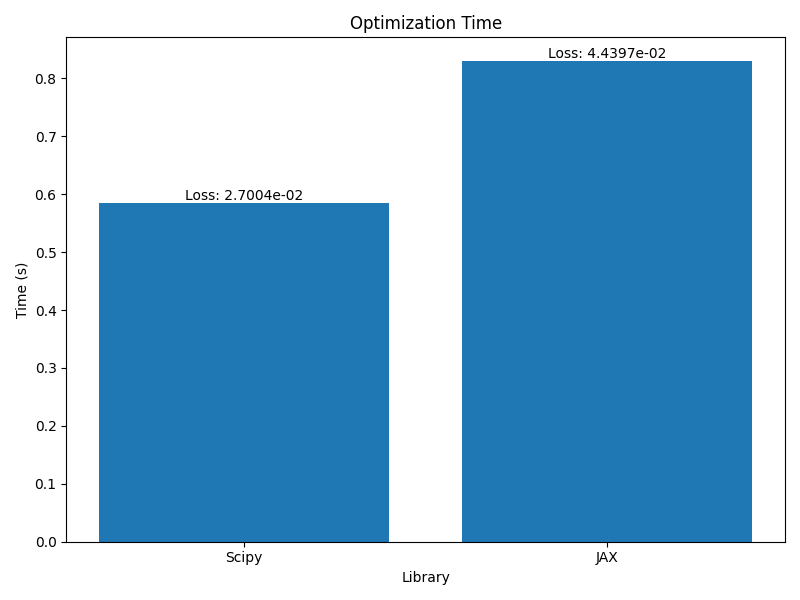 Optimization Time
Loss: 4.4397e-02
Loss: 2.7004e-02
Time (s)
0.8
0.7
0.6
0.5
0.4
0.3
0.2
0.1
0.0
Scipy
JAX
Library